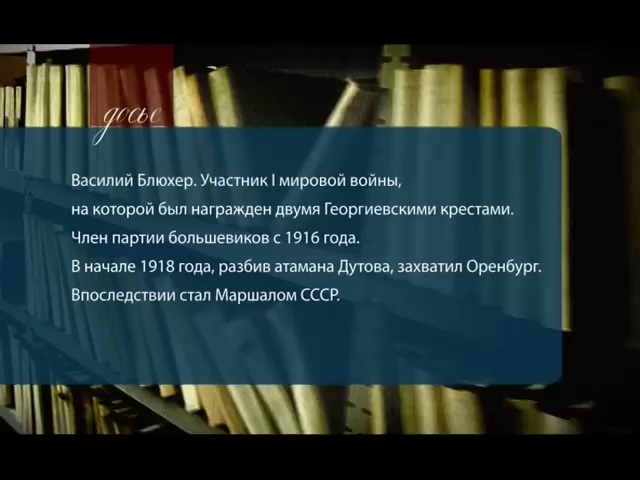 досье
Василий Блюхер. Участник I мировой войны,
на которой был награжден двумя Георгиевскими крестами.
Член партии большевиков с 1916 года.
В начале 1918 года, разбив атамана Дутова, захватил Оренбург.
Впоследствии стал Маршалом СССР.